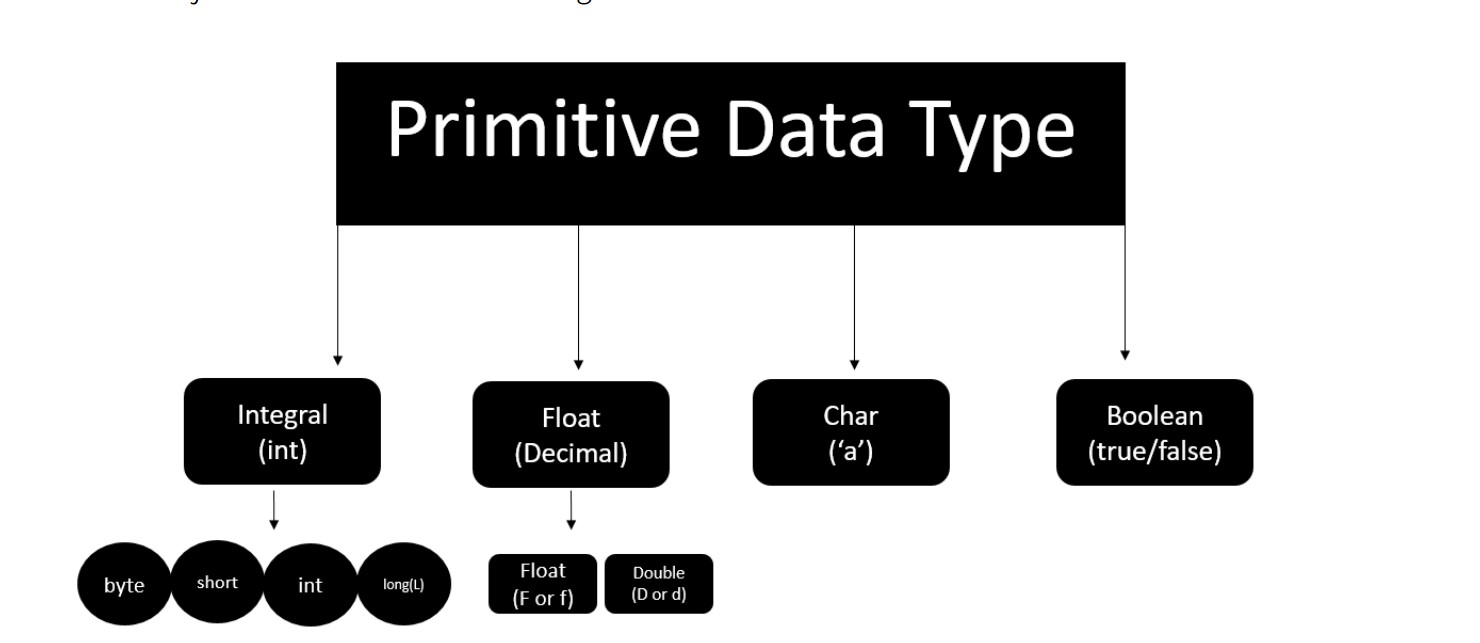 Primitive Data Type
Integral
(int)
Float
(Decimal)
Char
(‘a’)
Boolean
(true/false)
byte
short
int
long(L)
Float
(F or f)
Double
(D or d)